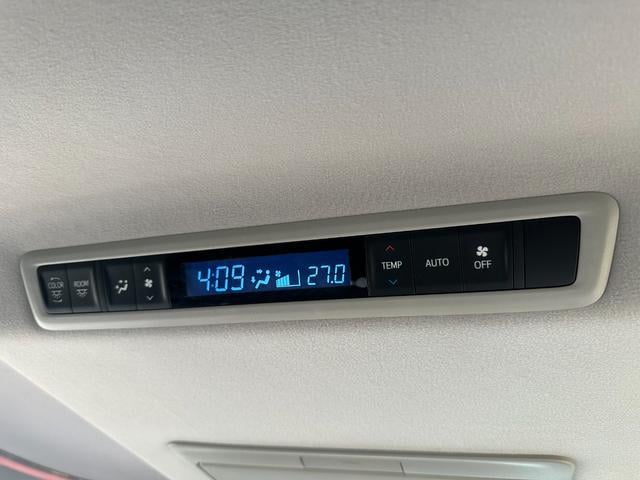 COLOR
ROOM
4:09
27.0
TEMP
AUTO
OFF